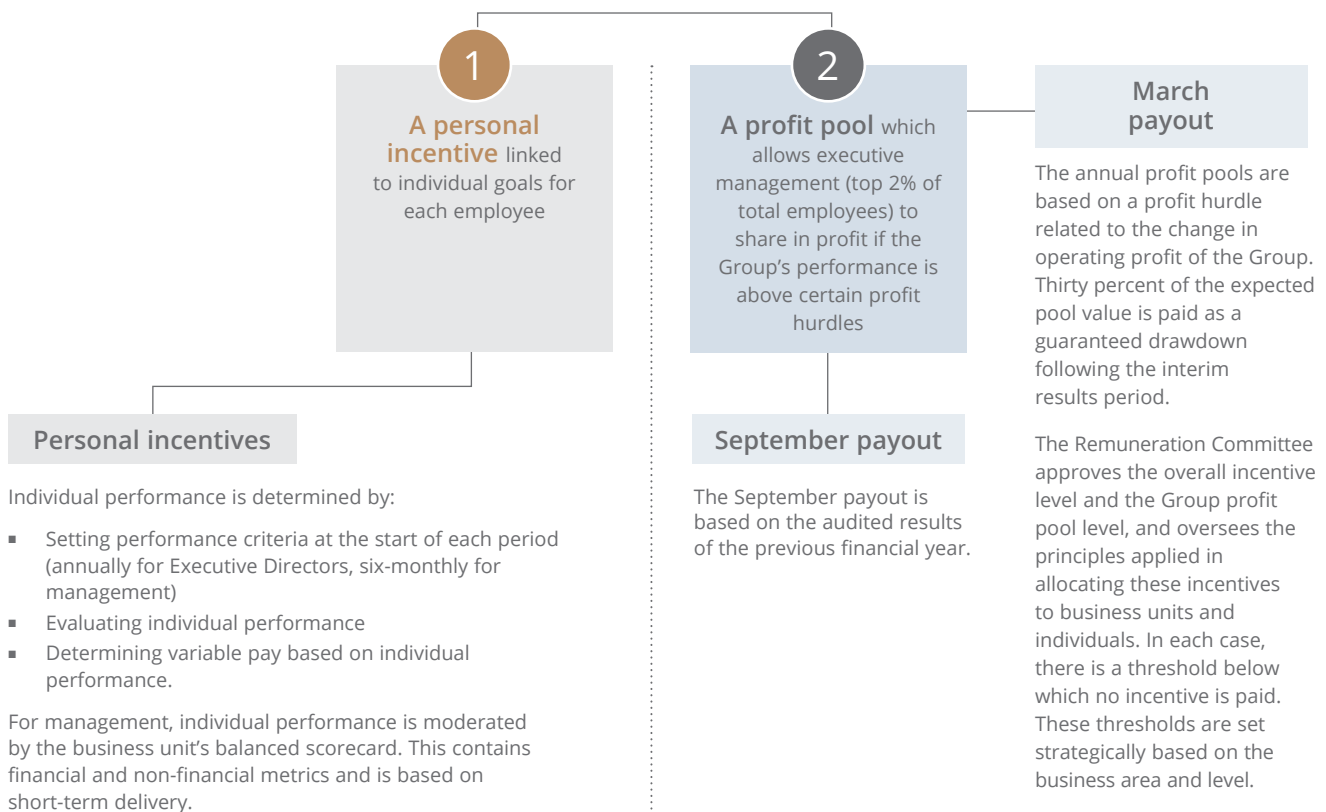 1
A personal
incentive linked
to individual goals for
each employee
Personal incentives
Individual performance is determined by:
▪ Setting performance criteria at the start of each period
(annually for Executive Directors, six-monthly for
management)
▪ Evaluating individual performance
▪ Determining variable pay based on individual
performance.
For management, individual performance is moderated
by the business unit’s balanced scorecard. This contains
financial and non-financial metrics and is based on
short-term delivery.
2
A profit pool which
allows executive
management (top 2% of
total employees) to
share in profit if the
Group’s performance is
above certain profit
hurdles
September payout
The September payout is
based on the audited results
of the previous financial year.
March
payout
The annual profit pools are
based on a profit hurdle
related to the change in
operating profit of the Group.
Thirty percent of the expected
pool value is paid as a
guaranteed drawdown
following the interim
results period.
The Remuneration Committee
approves the overall incentive
level and the Group profit
pool level, and oversees the
principles applied in
allocating these incentives
to business units and
individuals. In each case,
there is a threshold below
which no incentive is paid.
These thresholds are set
strategically based on the
business area and level.